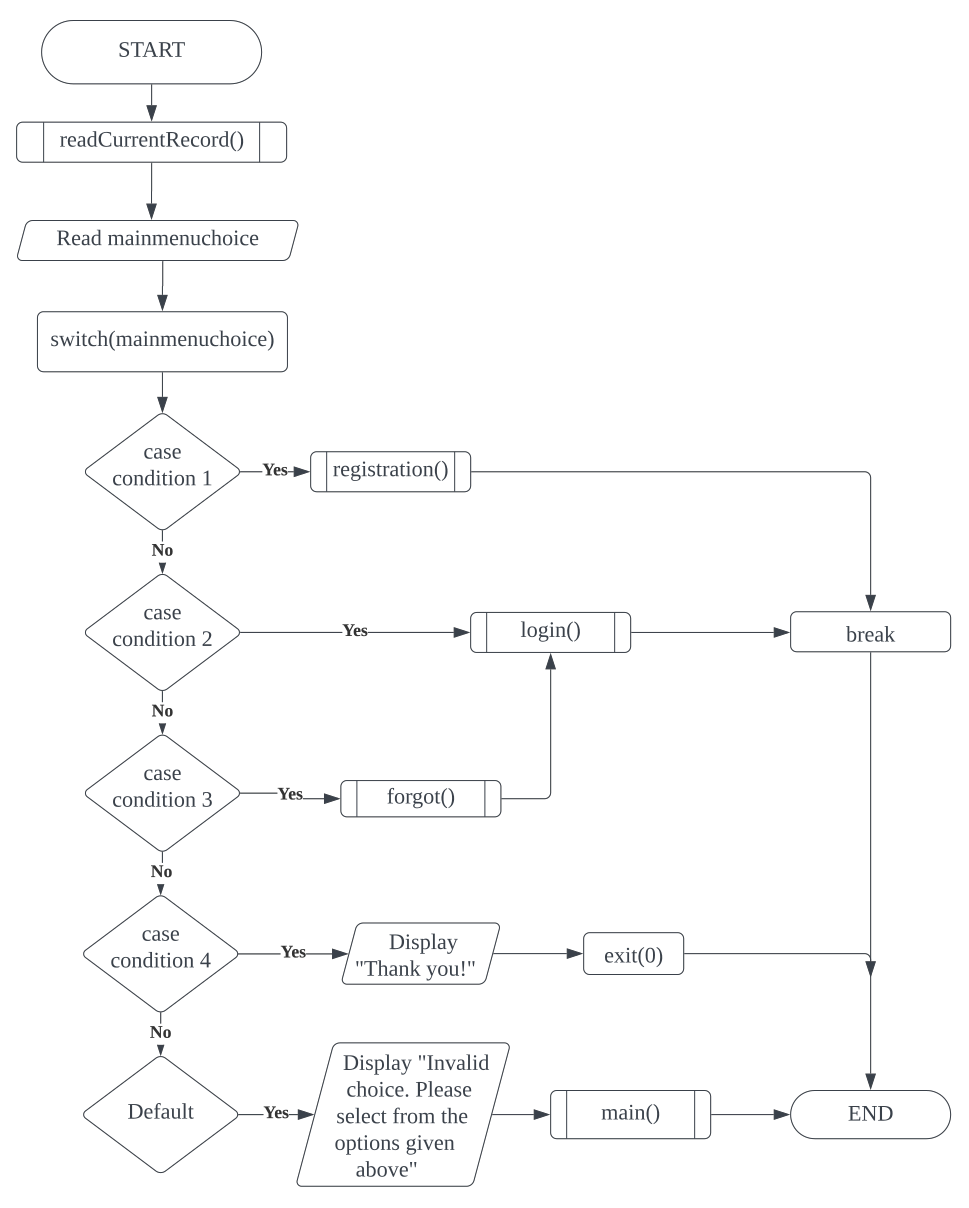 START
readCurrentRecord()
Read mainmenuchoice
switch(mainmenuchoice)
case
condition 1
Yes
registration()
No
case
condition 2
Yes
login()
break
No
case
condition 3
Yes
forgot()
No
case
condition 4
Yes
Display
"Thank you!"
exit(0)
No
Default
Yes
Display "Invalid
choice. Please
select from the
options given
above"
main()
END